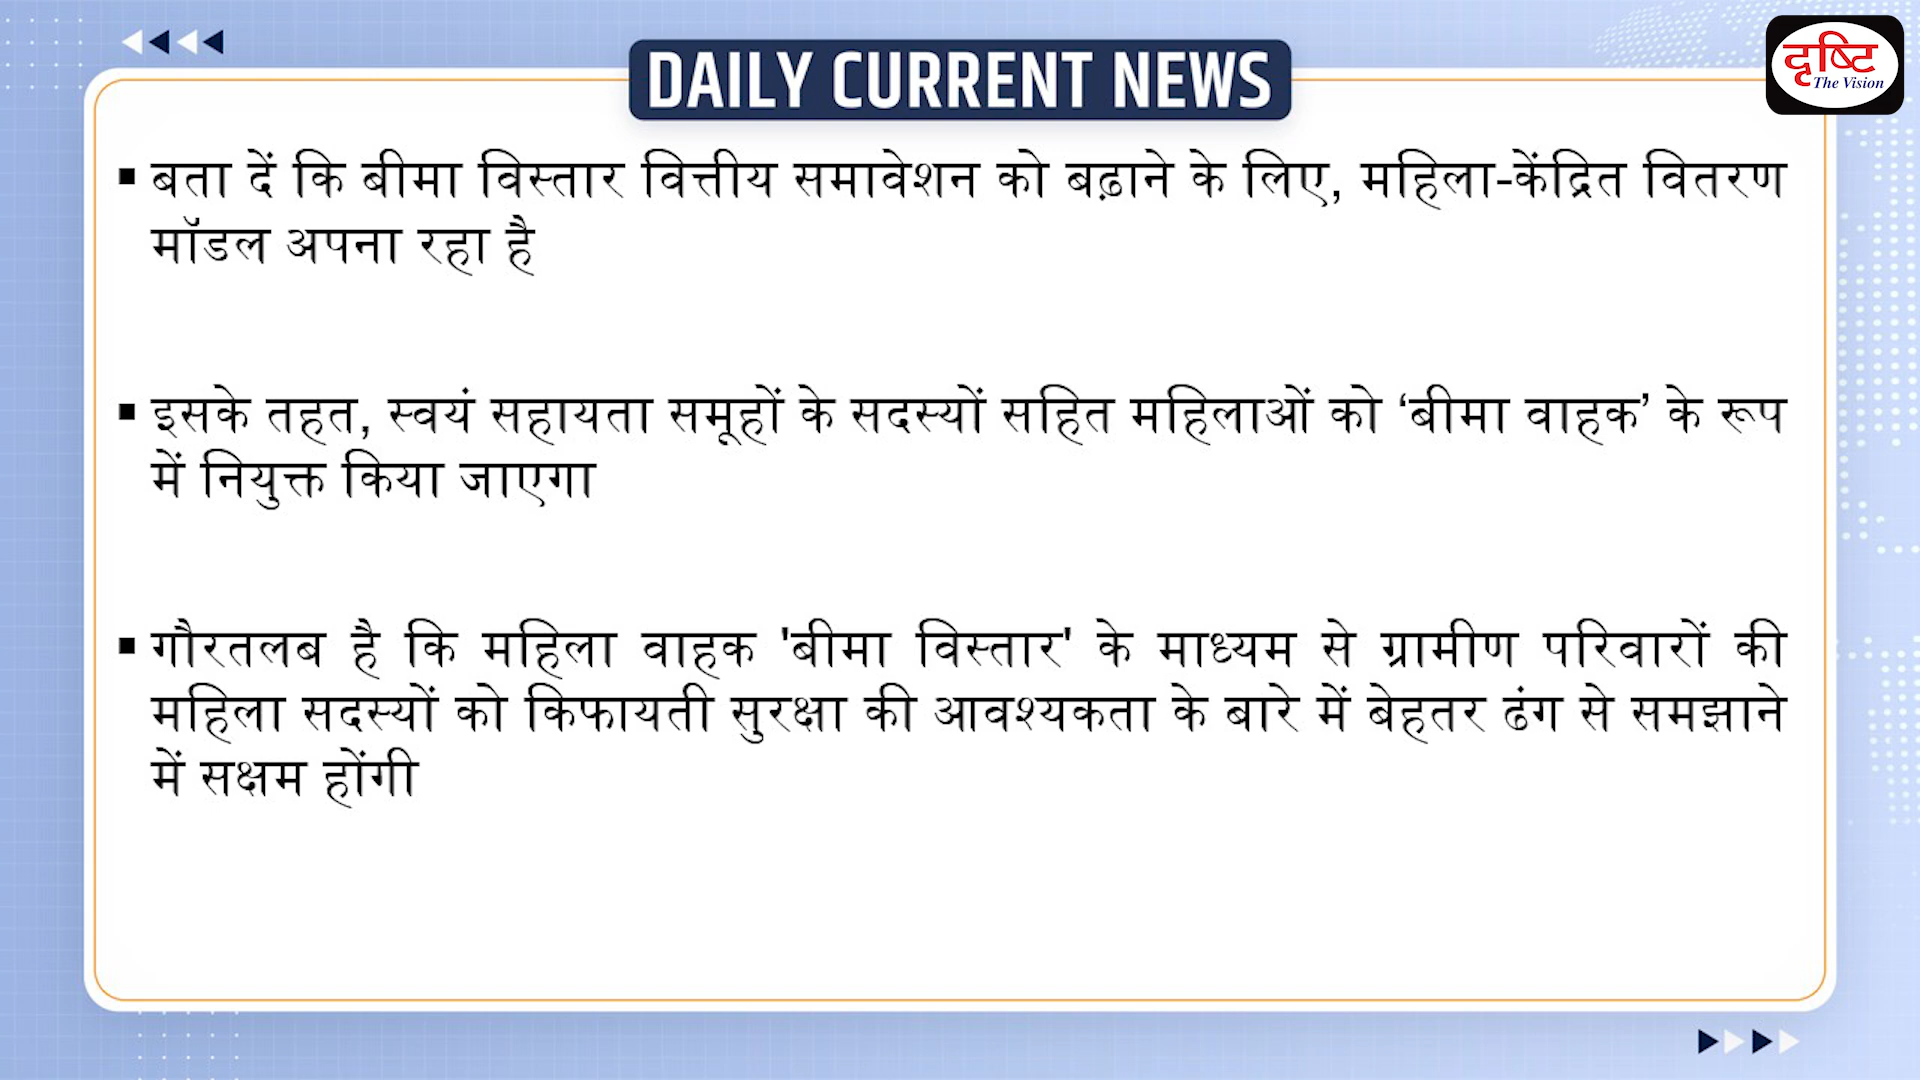 DAILY CURRENT NEWS
दृष्टि
The Vision
▪ बता दें कि बीमा विस्तार वित्तीय समावेशन को बढ़ाने के लिए, महिला-केंद्रित वितरण
मॉडल अपना रहा है
▪ इसके तहत, स्वयं सहायता समूहों के सदस्यों सहित महिलाओं को ‘बीमा वाहक’ के रूप
में नियुक्त किया जाएगा
▪ गौरतलब है कि महिला वाहक 'बीमा विस्तार' के माध्यम से ग्रामीण परिवारों की
महिला सदस्यों को किफायती सुरक्षा की आवश्यकता के बारे में बेहतर ढंग से समझाने
में सक्षम होंगी